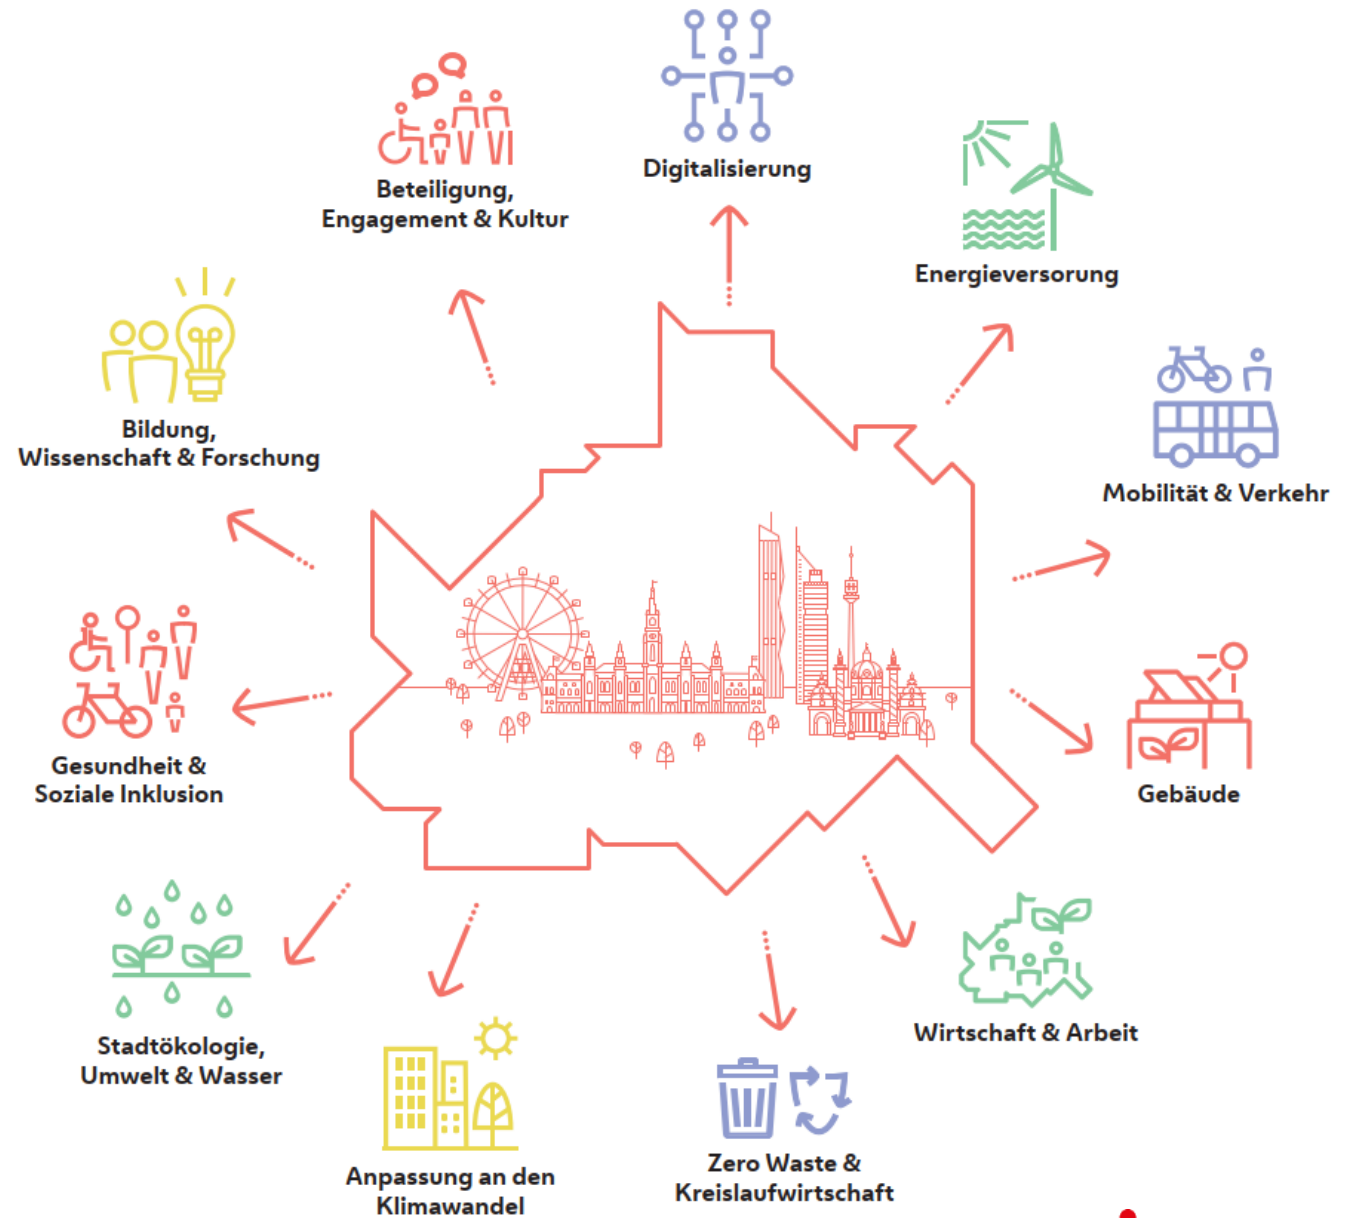 Digitalisierung
Beteiligung,
Engagement & Kultur
Energieversorung
Bildung,
Wissenschaft & Forschung
Mobilität & Verkehr
Gesundheit &
Soziale Inklusion
Gebäude
Stadtökologie,
Umwelt & Wasser
Wirtschaft & Arbeit
Anpassung an den
Klimawandel
Zero Waste &
Kreislaufwirtschaft